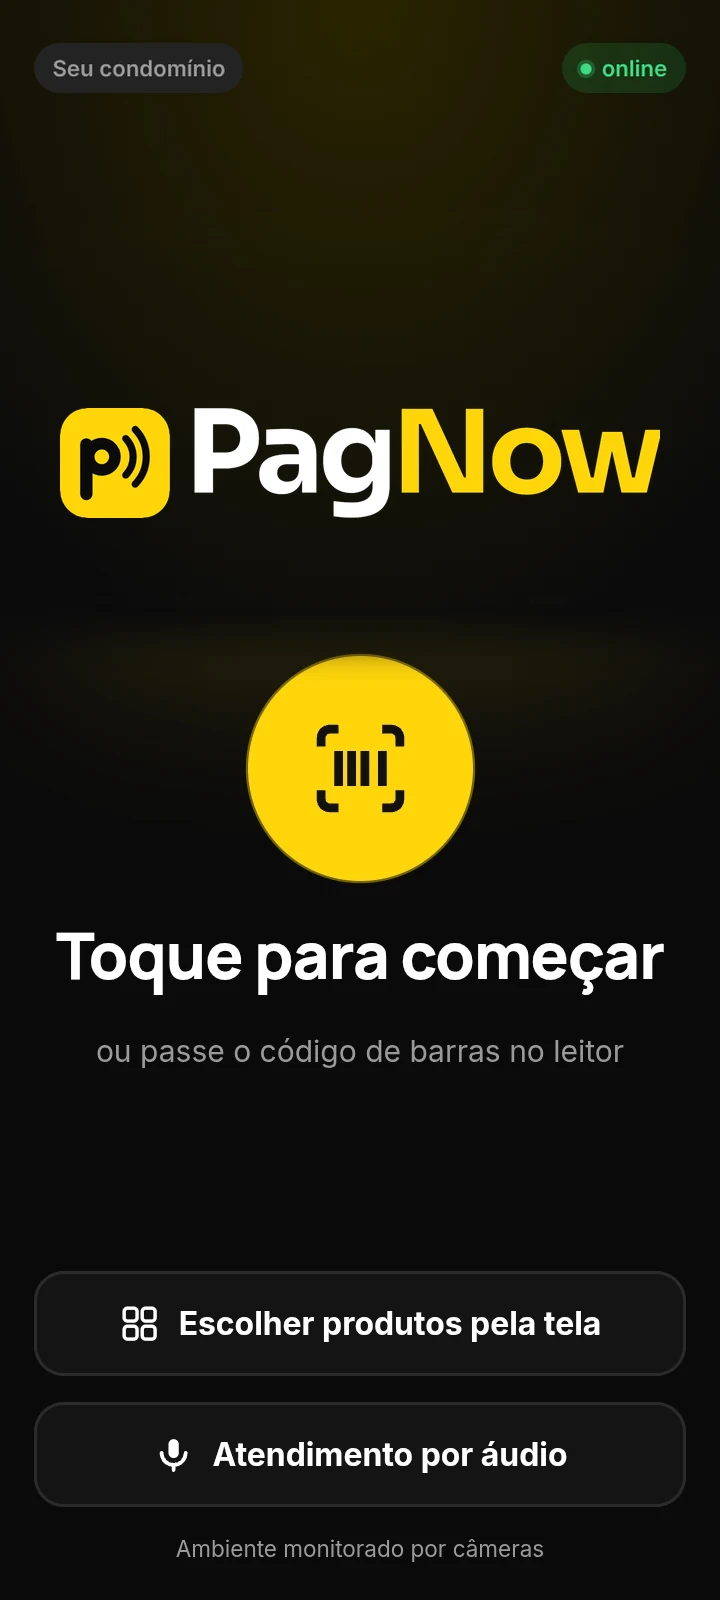 Seu condomínio
online
PagNow
Toque para começar
ou passe o código de barras no leitor
Escolher produtos pela tela
Atendimento por áudio
Ambiente monitorado por câmeras